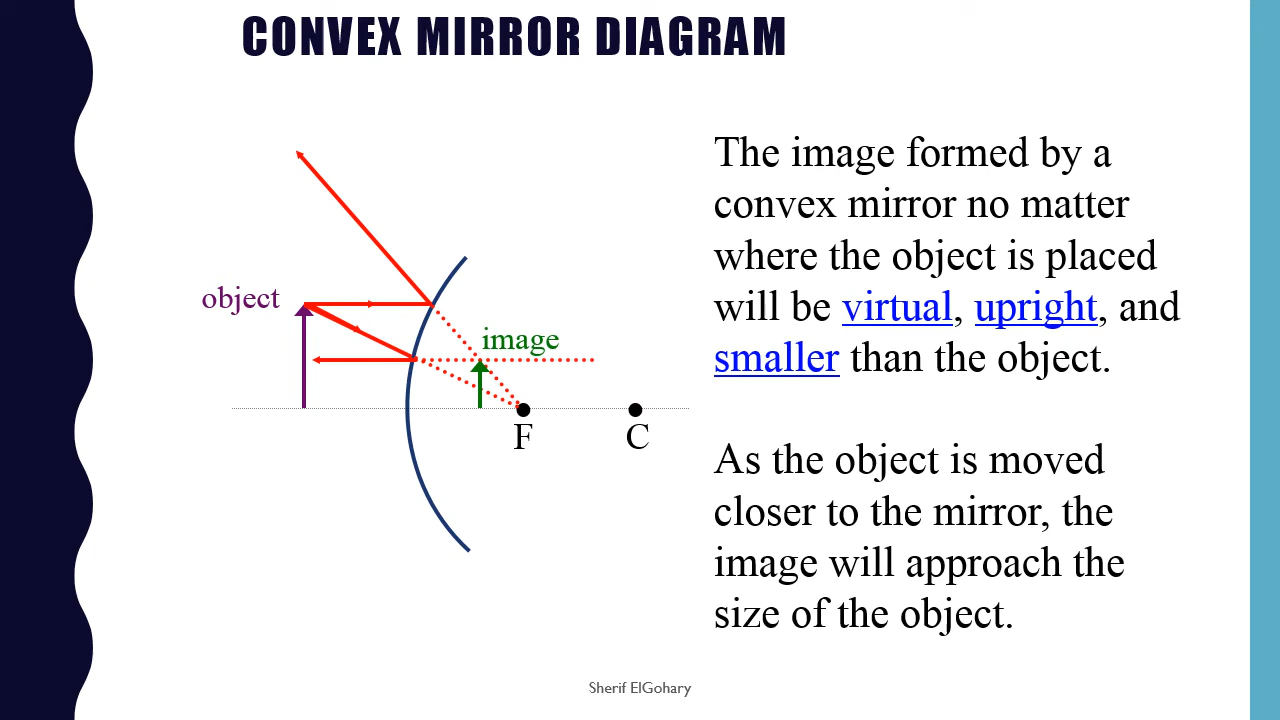 CONVEX MIRROR DIAGRAM
object
image
F
C
The image formed by a
convex mirror no matter
where the object is placed
will be virtual, upright, and
smaller than the object.
As the object is moved
closer to the mirror, the
image will approach the
size of the object.
Sherif ElGohary